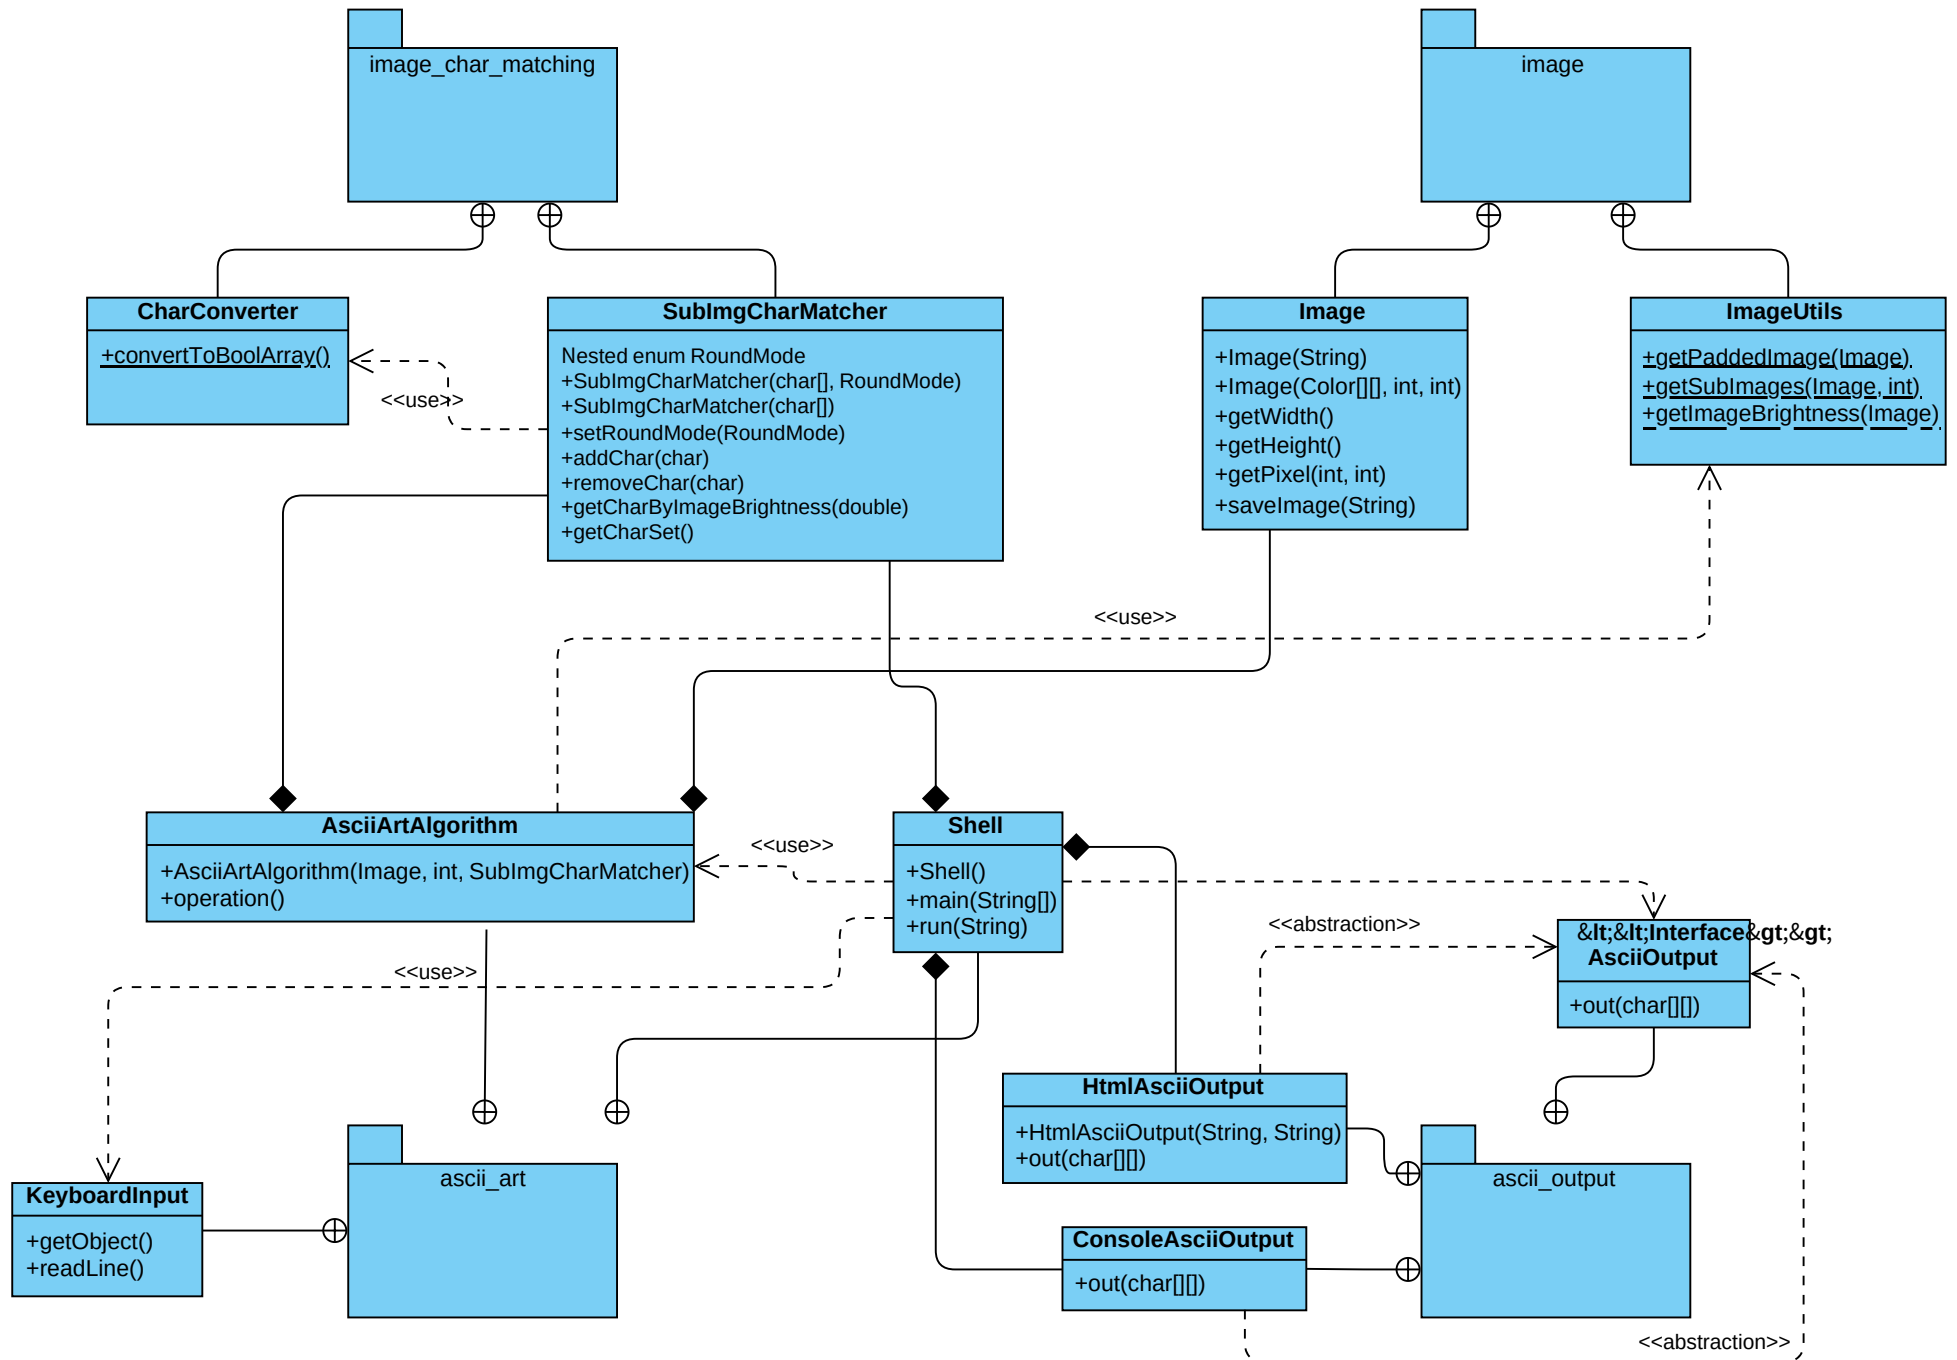 image_char_matching
image
CharConverter
+convertToBoolArray()
<<use>>
SubImgCharMatcher
Nested enum RoundMode
+SubImgCharMatcher(char[], RoundMode)
+SubImgCharMatcher(char[])
+setRoundMode(RoundMode)
+addChar(char)
+removeChar(char)
+getCharByImageBrightness(double)
+getCharSet()
Image
+Image(String)
+Image(Color[][], int, int)
+getWidth()
+getHeight()
+getPixel(int, int)
+saveImage(String)
ImageUtils
+getPaddedImage(Image)
+getSubImages(Image, int)
+getImageBrightness(Image)
<<use>>
AsciiArtAlgorithm
+AsciiArtAlgorithm(Image, int, SubImgCharMatcher)
+operation()
<<use>>
Shell
+Shell()
+main(String[])
+run(String)
<<abstraction>>
&lt;&lt;Interface&gt;&gt;
AsciiOutput
+out(char[][])
<<use>>
HtmlAsciiOutput
+HtmlAsciiOutput(String, String)
+out(char[][])
KeyboardInput
+getObject()
+readLine()
ascii_art
ConsoleAsciiOutput
+out(char[][])
ascii_output
<<abstraction>>